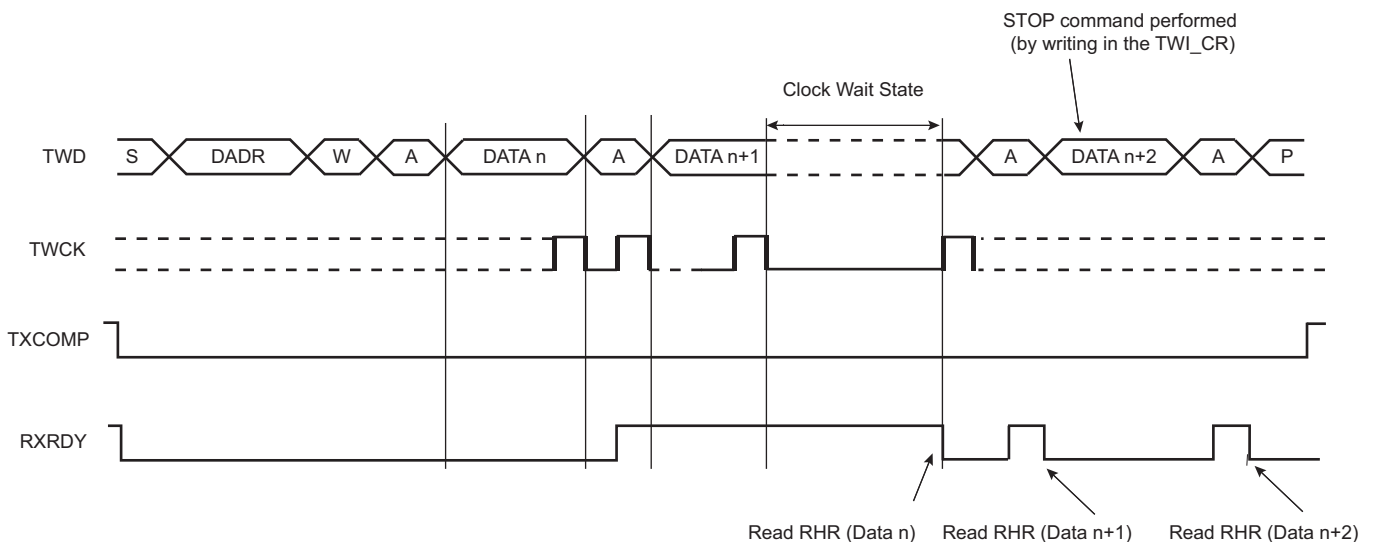 STOP command performed
(by writing in the TWI_CR)
Clock Wait State
TWD S DADR W A DATA n A DATA n+1 A DATA n+2 A P
TWCK
TXCOMP
RXRDY
Read RHR (Data n) Read RHR (Data n+1) Read RHR (Data n+2)